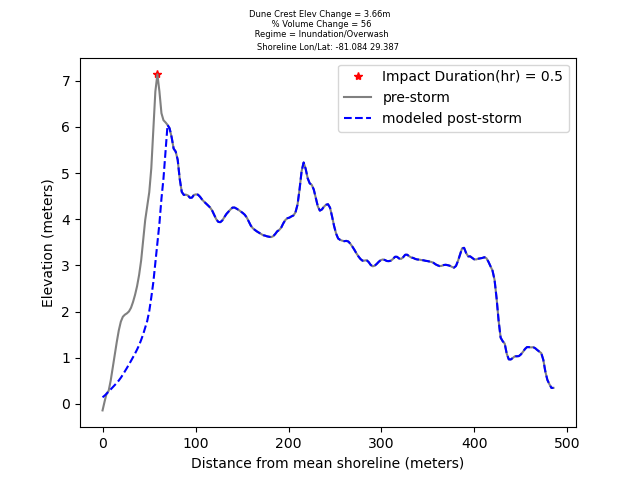 Dune Crest Elev Change = 3.66m
% Volume Change = 56
Regime = Inundation/Overwash
Shoreline Lon/Lat: -81.084 29.387
Impact Duration(hr) = 0.5
pre-storm
modeled post-storm
7
6
5
4
3
2
1
0
Elevation (meters)
0 100 200 300 400 500
Distance from mean shoreline (meters)